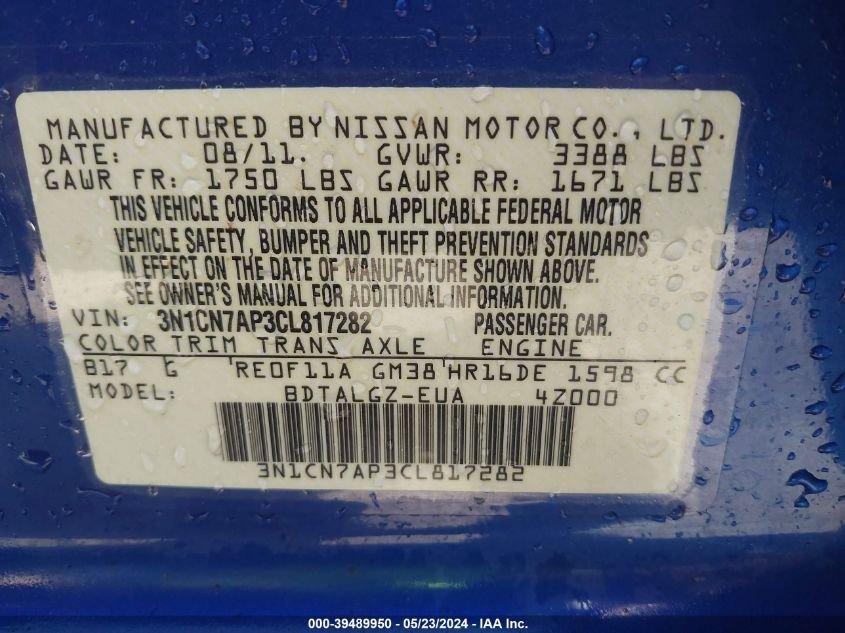 MANUFACTURED BY NISSAN MOTOR CO., LTD.
DATE: 08/11. GVWR: 3388 LBS
GAWR FR: 1750 LBS GAWR RR: 1671 LBS
THIS VEHICLE CONFORMS TO ALL APPLICABLE FEDERAL MOTOR
VEHICLE SAFETY, BUMPER AND THEFT PREVENTION STANDARDS
IN EFFECT ON THE DATE OF MANUFACTURE SHOWN ABOVE.
SEE OWNER'S MANUAL FOR ADDITIONAL INFORMATION.
VIN: 3N1CN7AP3CL817282 PASSENGER CAR.
COLOR TRIM TRANS AXLE ENGINE
B17 G RE0F11A GM38 HR16DE 1598 CC
MODEL: BDTALGZ-EUA 4Z000
3N1CN7AP3CL817282
000-39489950 - 05/23/2024 - IAA Inc.